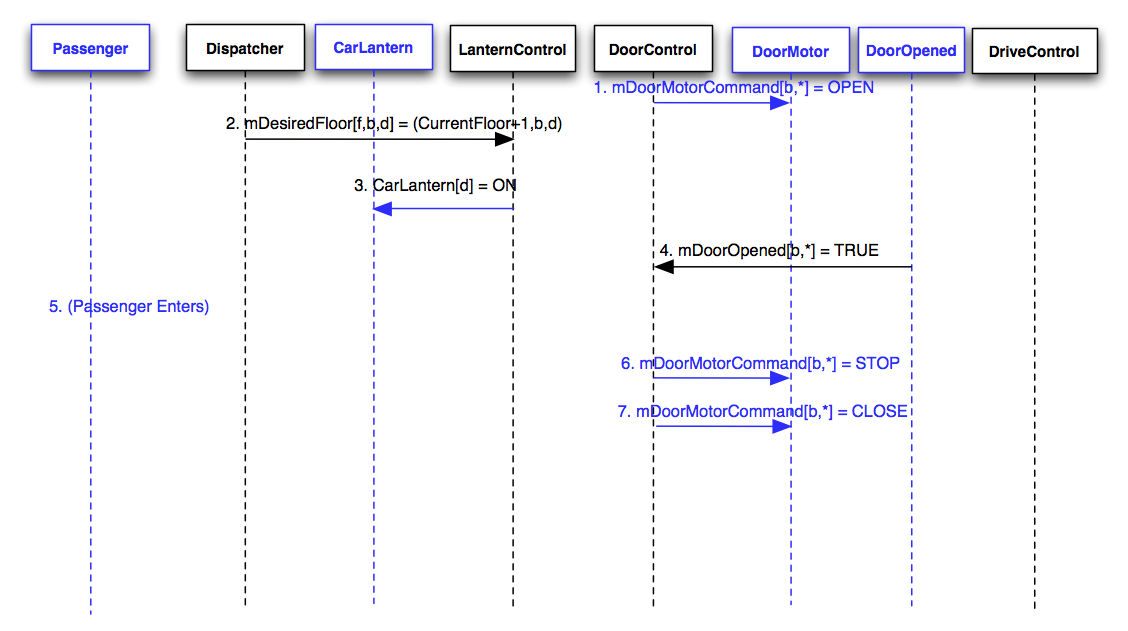 Passenger
Dispatcher
CarLantern
LanternControl
DoorControl
DoorMotor
DoorOpened
DriveControl
1. mDoorMotorCommand[b,*] = OPEN
2. mDesiredFloor[f,b,d] = (CurrentFloor+1,b,d)
3. CarLantern[d] = ON
4. mDoorOpened[b,*] = TRUE
5. (Passenger Enters)
6. mDoorMotorCommand[b,*] = STOP
7. mDoorMotorCommand[b,*] = CLOSE